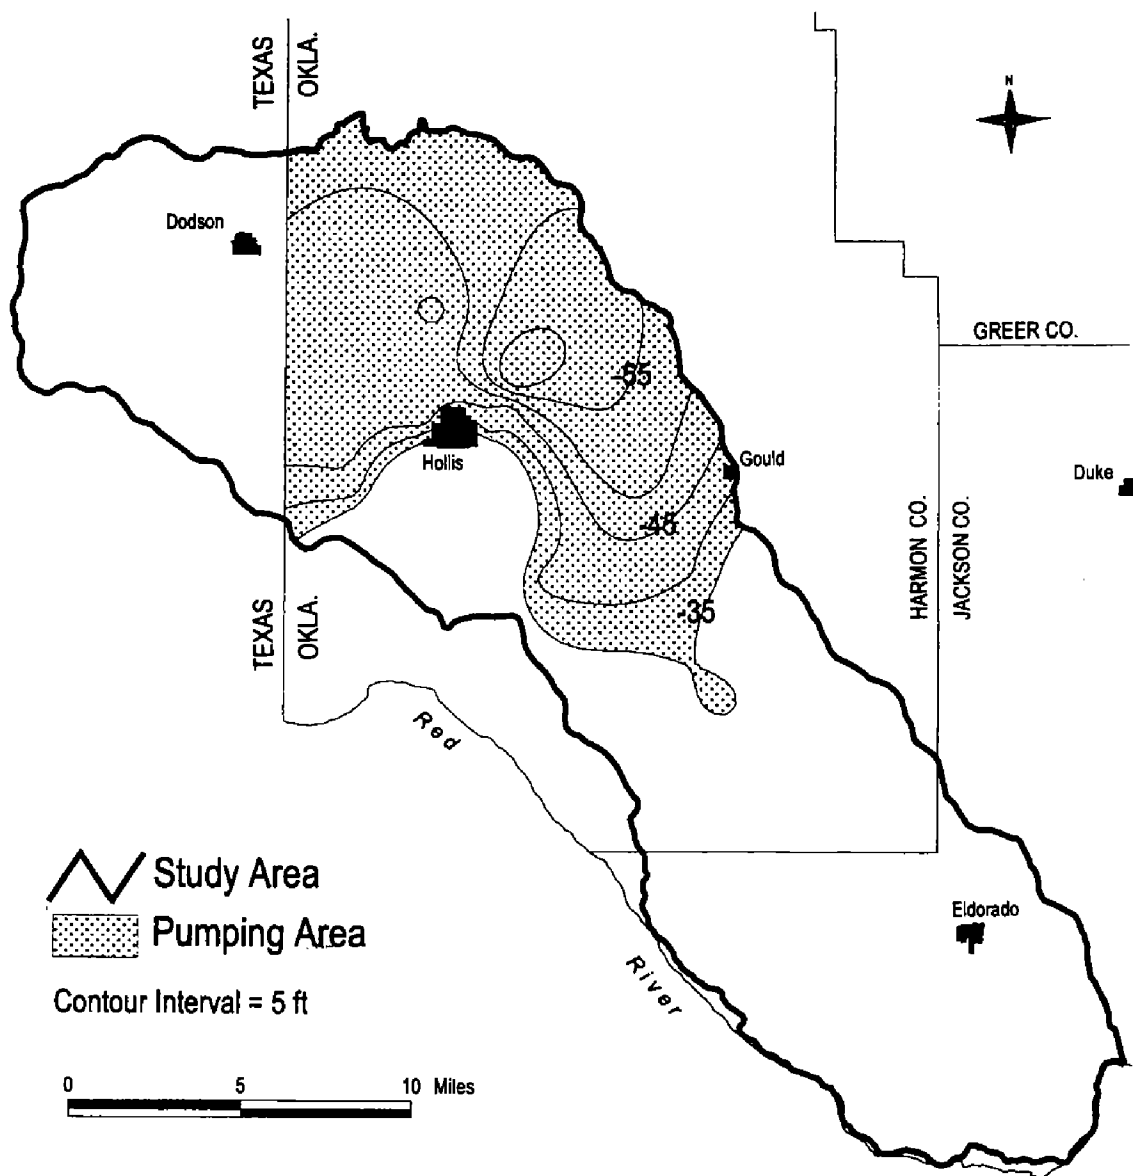 TEXAS
OKLA.
N
Dodson
GREER CO.
-55
Hollis
Gould
Duke
-45
HARMON CO.
JACKSON CO.
-35
TEXAS
OKLA.
Red
Study Area
Pumping Area
Eldorado
River
Contour Interval = 5 ft
0 5 10 Miles